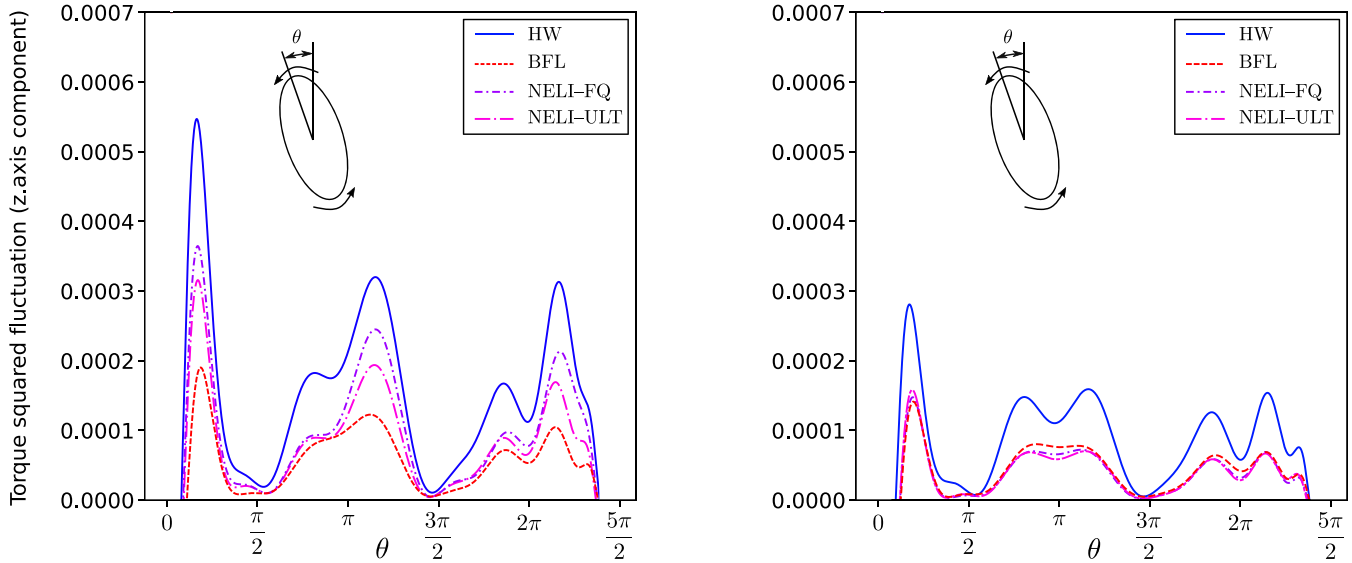 Torque squared fluctuation (z.axis component)
0.0007
0.0006
0.0005
0.0004
0.0003
0.0002
0.0001
0.0000
0
π/2
π
3π/2
2π
5π/2
θ
θ
HW
BFL
NELI–FQ
NELI–ULT
0.0007
0.0006
0.0005
0.0004
0.0003
0.0002
0.0001
0.0000
0
π/2
π
3π/2
2π
5π/2
θ
θ
HW
BFL
NELI–FQ
NELI–ULT